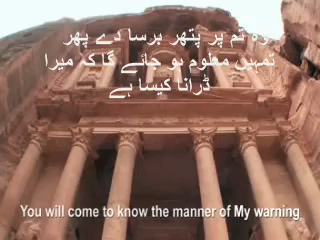 وہ تم پر پتھر برسا دے پھر
تمہیں معلوم ہو جائے گا کہ میرا
ڈرانا کیسا ہے
You will come to know the manner of My warning